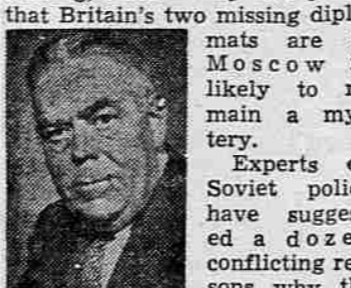 that Britain's two missing dipl
mats are
Moscow
likely to
main a my
tery.
Experts
Soviet polic
have sugges
ed a doze
conflicting re
sons why th